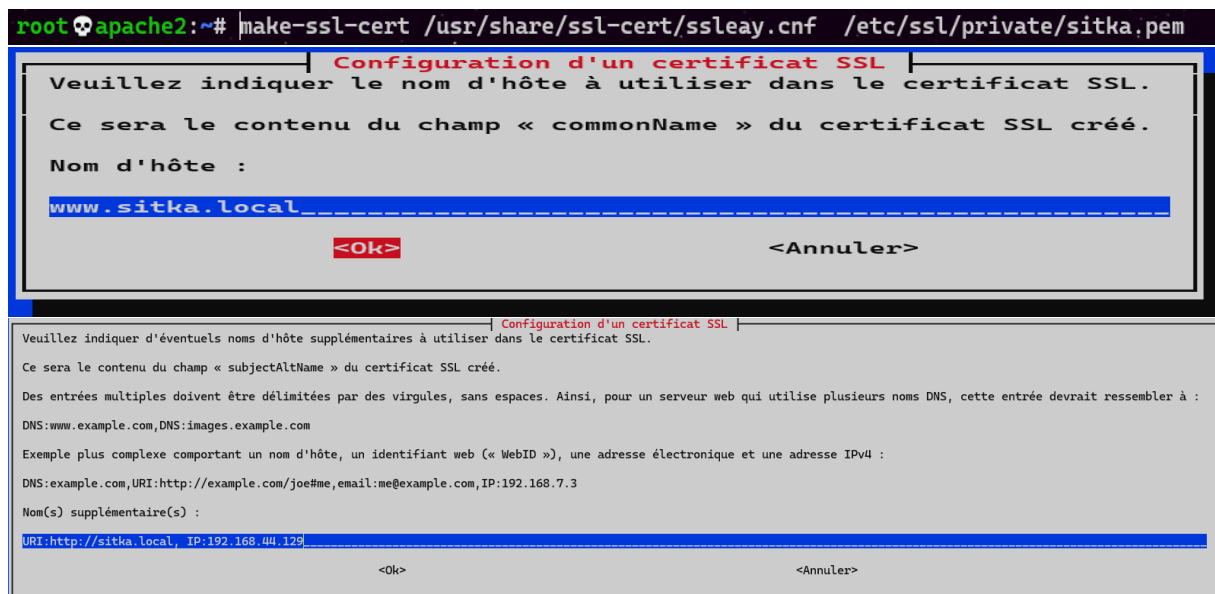 root💀apache2:~# make-ssl-cert /usr/share/ssl-cert/ssleay.cnf  /etc/ssl/private/sitka.pem
Configuration d'un certificat SSL
Veuillez indiquer le nom d'hôte à utiliser dans le certificat SSL.
Ce sera le contenu du champ « commonName » du certificat SSL créé.
Nom d'hôte :
www.sitka.local
<Ok> <Annuler>
Configuration d'un certificat SSL
Veuillez indiquer d'éventuels noms d'hôte supplémentaires à utiliser dans le certificat SSL.
Ce sera le contenu du champ « subjectAltName » du certificat SSL créé.
Des entrées multiples doivent être délimitées par des virgules, sans espaces. Ainsi, pour un serveur web qui utilise plusieurs noms DNS, cette entrée devrait ressembler à :
DNS:www.example.com,DNS:images.example.com
Exemple plus complexe comportant un nom d'hôte, un identifiant web (« WebID »), une adresse électronique et une adresse IPv4 :
DNS:example.com,URI:http://example.com/joe#me,email:me@example.com,IP:192.168.7.3
Nom(s) supplémentaire(s) :
URI:http://sitka.local, IP:192.168.44.129
<Ok> <Annuler>